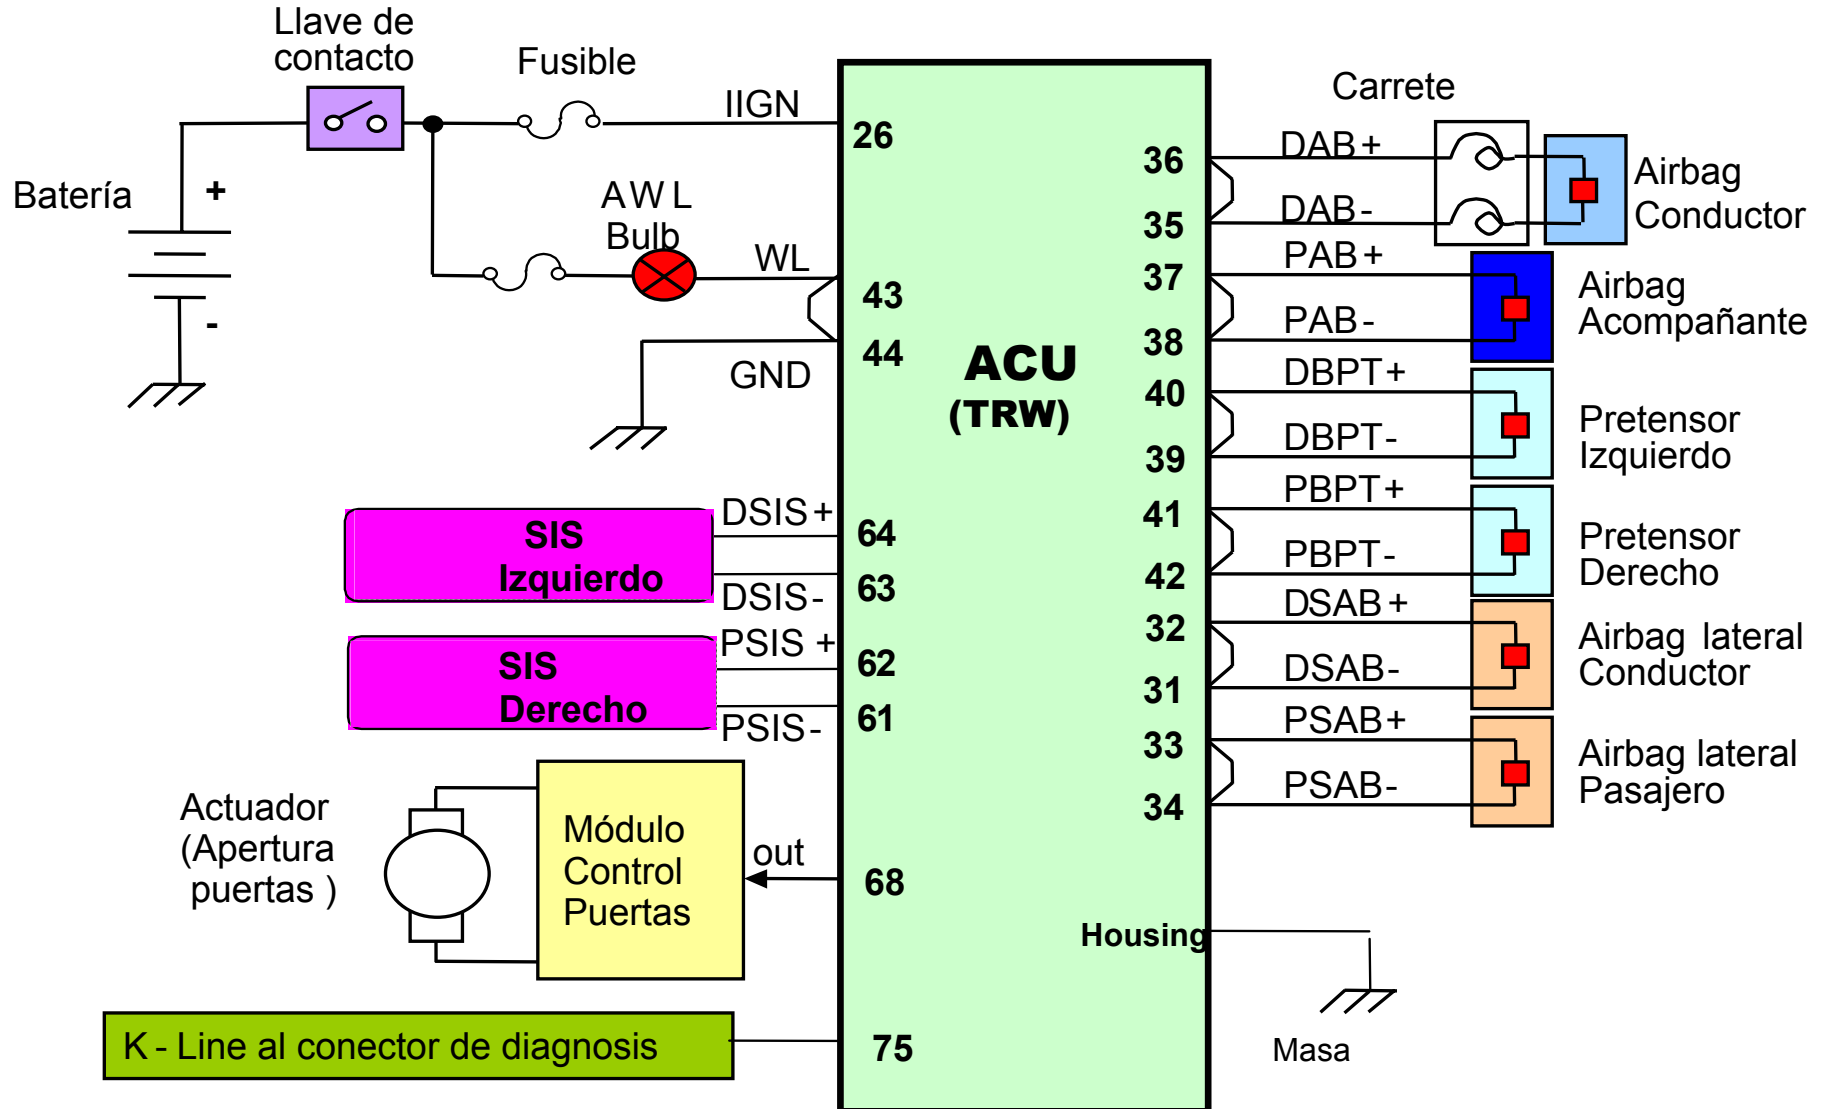 Llave de
contacto
Fusible
IIGN
26
Batería
+
-
AWL
Bulb
WL
43
44
GND
ACU
(TRW)
SIS
Izquierdo
DSIS+
64
DSIS-
63
SIS
Derecho
PSIS +
62
PSIS-
61
Actuador
(Apertura
puertas )
Módulo
Control
Puertas
out
68
K - Line al conector de diagnosis
75
Carrete
36
DAB+
35
DAB-
Airbag
Conductor
37
PAB+
38
PAB-
Airbag
Acompañante
40
DBPT+
39
DBPT-
Pretensor
Izquierdo
41
PBPT+
42
PBPT-
Pretensor
Derecho
32
DSAB+
31
DSAB-
Airbag lateral
Conductor
33
PSAB+
34
PSAB-
Airbag lateral
Pasajero
Housing
Masa